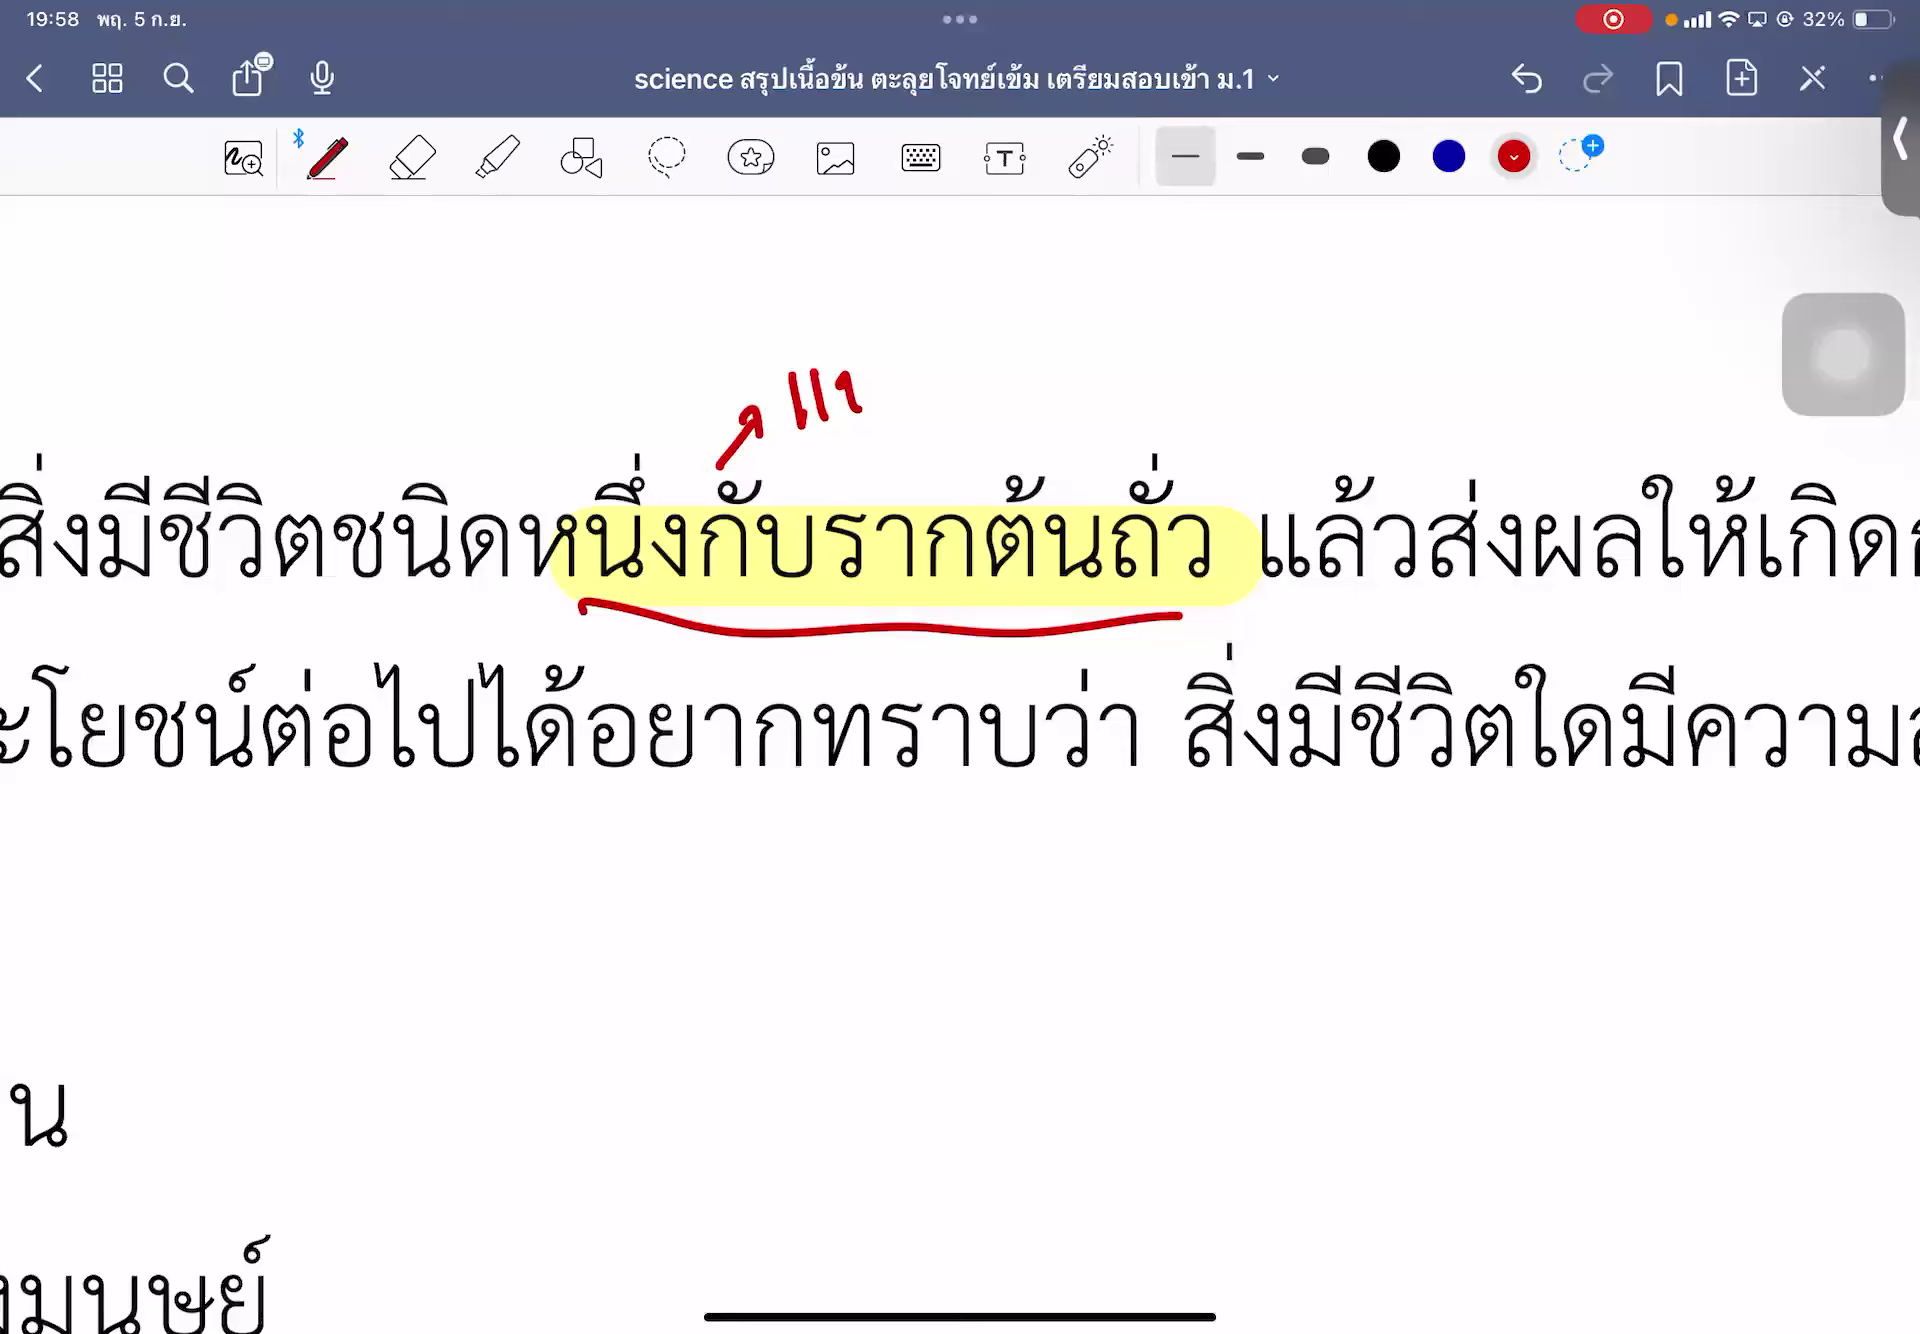 19:58 พฤ. 5 ก.ย.
32%
science สรุปเนื้อข้น ตะลุยโจทย์เข้ม เตรียมสอบเข้า ม.1
T
สิ่งมีชีวิตชนิดหนึ่งกับรากต้นถั่ว แล้วส่งผลให้เกิด
ะโยชน์ต่อไปได้อยากทราบว่า สิ่งมีชีวิตใดมีความ
น
งมนุษย์